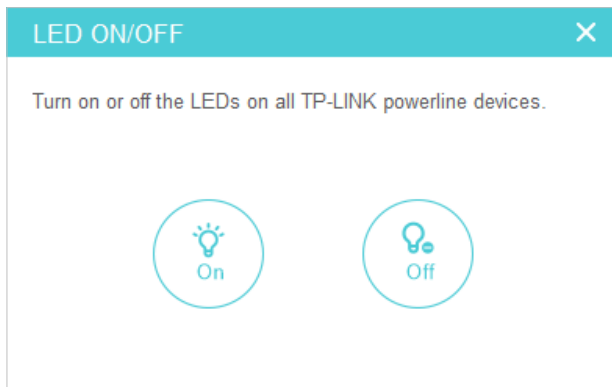 LED ON/OFF
Turn on or off the LEDs on all TP-LINK powerline devices.
On
Off